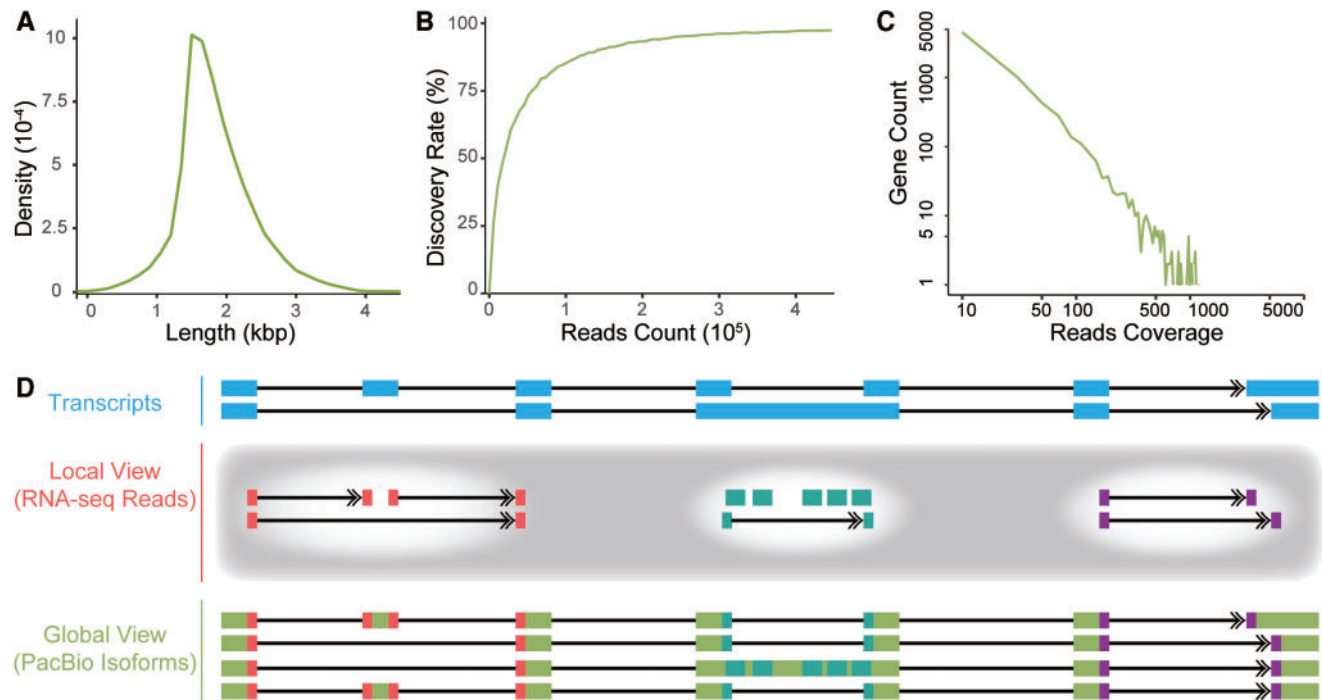 A
Density (10⁻⁴)
10
7.5
5
2.5
0
0 1 2 3 4
Length (kbp)
B
Discovery Rate (%)
100
75
50
25
0
0 1 2 3 4
Reads Count (10⁵)
C
Gene Count
5000
1000
100
10
5
1
10 50 100 500 1000 5000
Reads Coverage
D
Transcripts
Local View
(RNA-seq Reads)
Global View
(PacBio Isoforms)